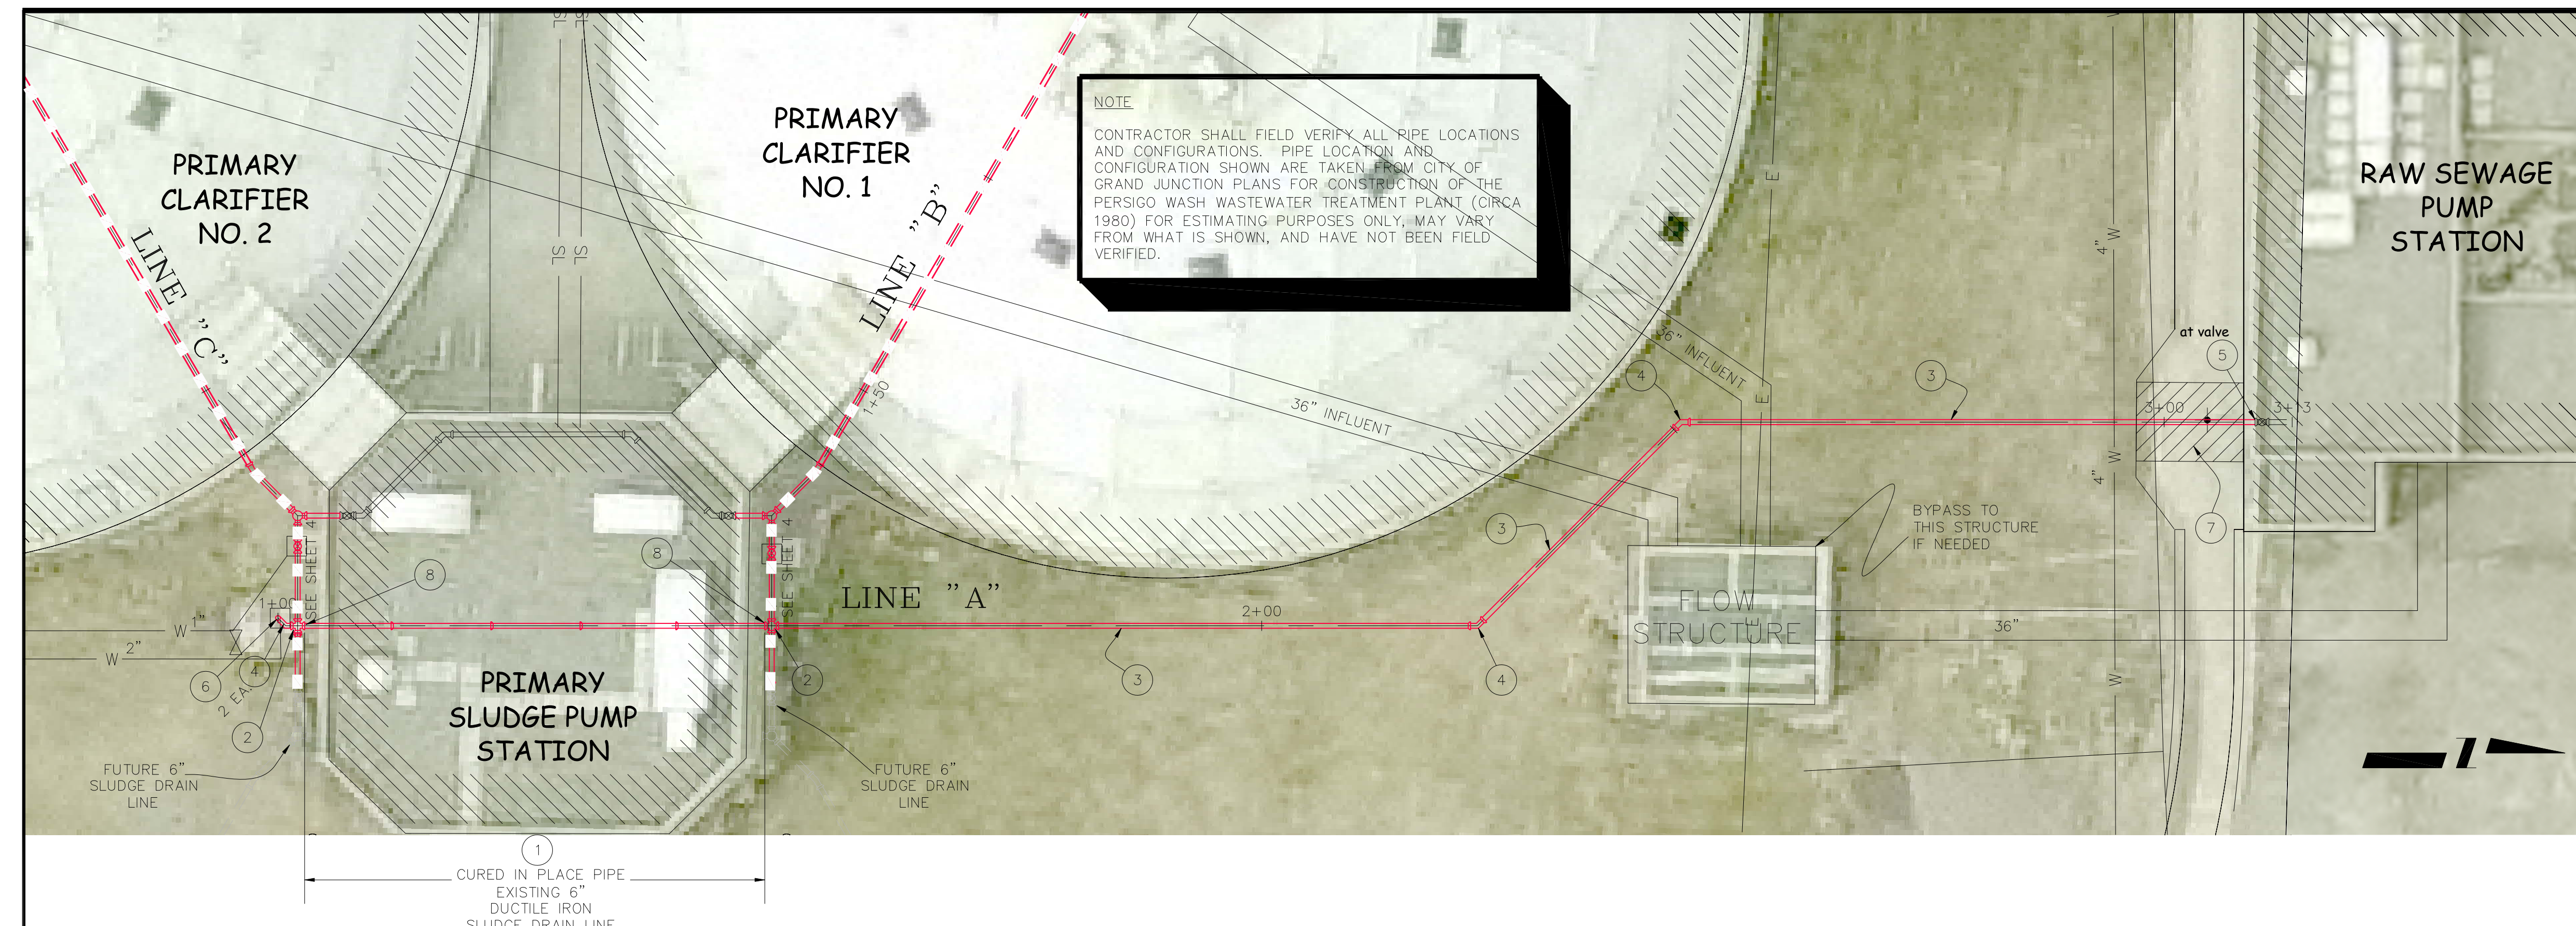 SL
SL
SL
SL
PRIMARY
CLARIFIER
NO. 2
PRIMARY
CLARIFIER
NO. 1
NOTE
CONTRACTOR SHALL FIELD VERIFY ALL PIPE LOCATIONS
AND CONFIGURATIONS.  PIPE LOCATION AND
CONFIGURATION SHOWN ARE TAKEN FROM CITY OF
GRAND JUNCTION PLANS FOR CONSTRUCTION OF THE
PERSIGO WASH WASTEWATER TREATMENT PLANT (CIRCA
1980) FOR ESTIMATING PURPOSES ONLY, MAY VARY
FROM WHAT IS SHOWN, AND HAVE NOT BEEN FIELD
VERIFIED.
RAW SEWAGE
PUMP
STATION
LINE "C"
LINE "B"
1+50
E
E
E
4" W
4" W
W
36" INFLUENT
36" INFLUENT
at valve
5
4
3
3+00
3+13
7
3
BYPASS TO
THIS STRUCTURE
IF NEEDED
SEE SHEET 4
SEE SHEET 4
8
8
LINE "A"
1+00
2+00
FLOW
STRUCTURE
36"
W 1"
W 2"
6
4
2 EA.
2
2
3
4
PRIMARY
SLUDGE PUMP
STATION
FUTURE 6"
SLUDGE DRAIN
LINE
FUTURE 6"
SLUDGE DRAIN
LINE
1
CURED IN PLACE PIPE
EXISTING 6"
DUCTILE IRON
SLUDGE DRAIN LINE